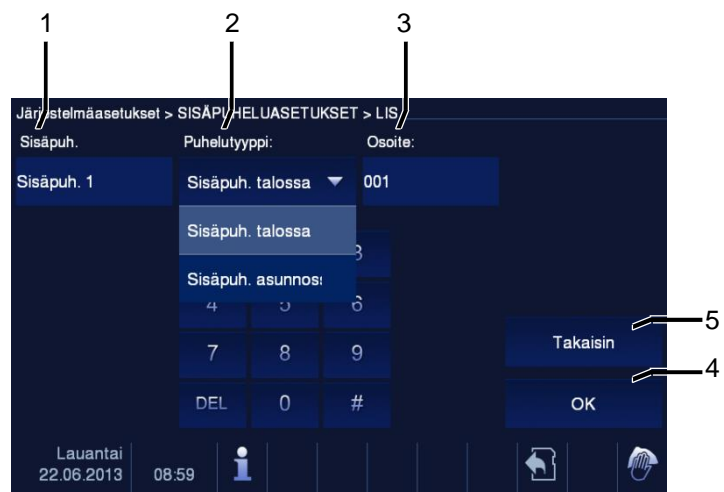 1 2 3
Järjestelmäasetukset > SISÄPUHELUASETUKSET > LIS
Sisäpuh. Puhelutyyppi: Osoite:
Sisäpuh. 1 Sisäpuh. talossa 001
Sisäpuh. talossa
3
Sisäpuh. asunnos
4 5 6
5
Takaisin
7 8 9
4
DEL 0 #
OK
Lauantai
22.06.2013 08:59